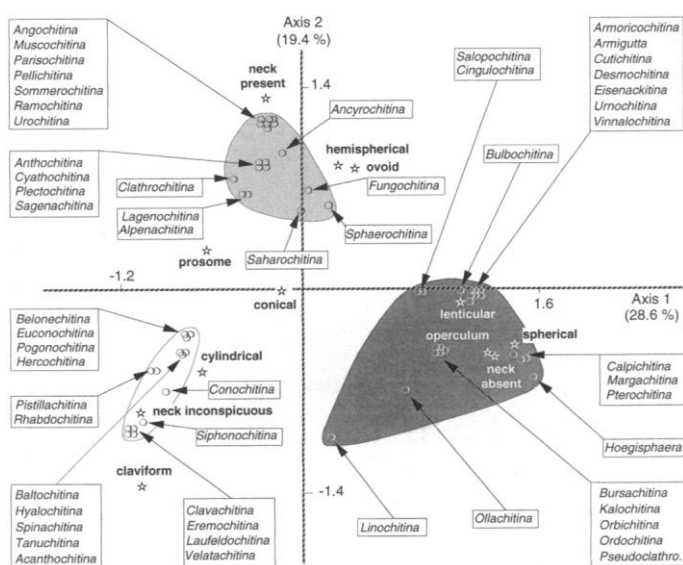 Angochitina
Muscochitina
Parisochitina
Pellichitina
Sommerochitina
Ramochitina
Urochitina
Axis 2
(19.4 %)
neck
present
1.4
Salopochitina
Cingulochitina
Armoricochitina
Armigutta
Cutichitina
Desmochitina
Eisenackitina
Urnochitina
Vinnalochitina
Ancyrochitina
hemispherical
ovoid
Bulbochitina
Anthochitina
Cyathochitina
Plectochitina
Sagenachitina
Clathrochitina
Fungochitina
Lagenochitina
Alpenachitina
Sphaerochitina
Saharochitina
prosome
-1.2
conical
1.6
Axis 1
(28.6 %)
lenticular
operculum
spherical
neck
absent
Belonechitina
Euconochitina
Pogonochitina
Hercochitina
cylindrical
Calpichitina
Margachitina
Pterochitina
Conochitina
Pistillachitina
Rhabdochitina
neck inconspicuous
Siphonochitina
Hoegisphaera
claviform
-1.4
Baltochitina
Hyalochitina
Spinachitina
Tanuchitina
Acanthochitina
Clavachitina
Eremochitina
Laufeldochitina
Velatachitina
Linochitina
Ollachitina
Bursachitina
Kalochitina
Orbichitina
Ordochitina
Pseudoclathro.